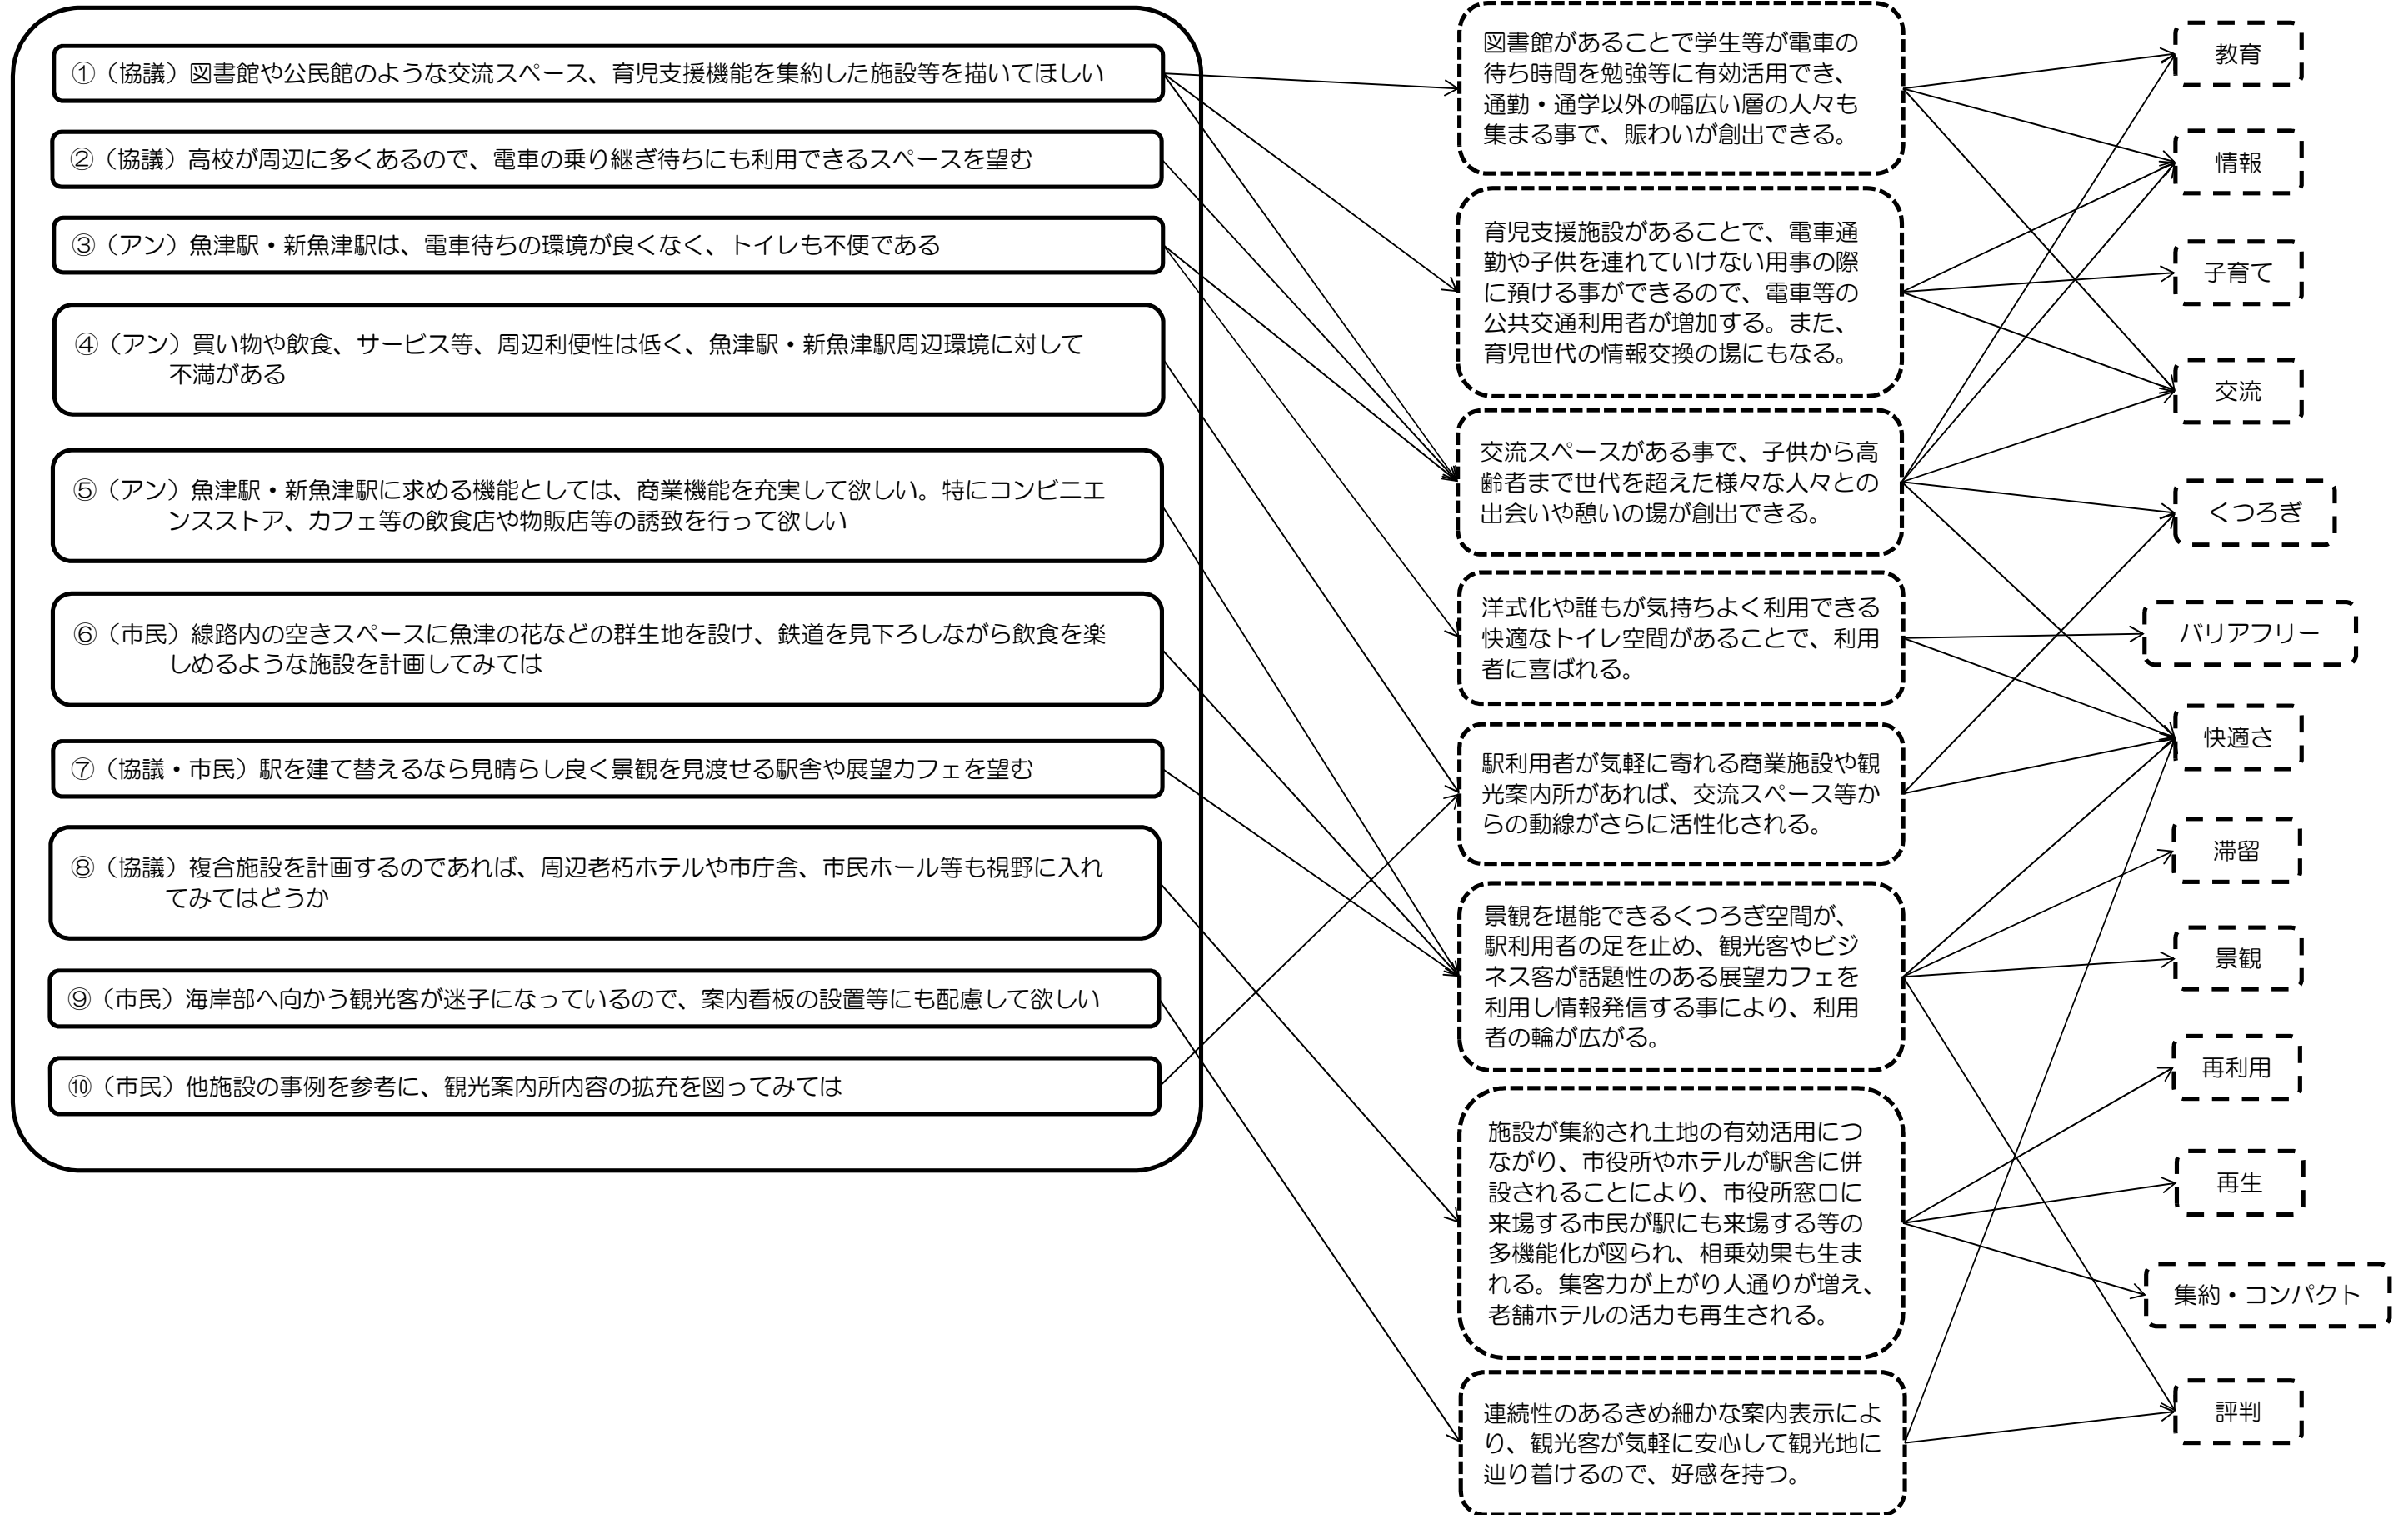 ①（協議）図書館や公民館のような交流スペース、育児支援機能を集約した施設等を描いてほしい
②（協議）高校が周辺に多くあるので、電車の乗り継ぎ待ちにも利用できるスペースを望む
③（アン）魚津駅・新魚津駅は、電車待ちの環境が良くなく、トイレも不便である
④（アン）買い物や飲食、サービス等、周辺利便性は低く、魚津駅・新魚津駅周辺環境に対して
不満がある
⑤（アン）魚津駅・新魚津駅に求める機能としては、商業機能を充実して欲しい。特にコンビニエ
ンスストア、カフェ等の飲食店や物販店等の誘致を行って欲しい
⑥（市民）線路内の空きスペースに魚津の花などの群生地を設け、鉄道を見下ろしながら飲食を楽
しめるような施設を計画してみては
⑦（協議・市民）駅を建て替えるなら見晴らし良く景観を見渡せる駅舎や展望カフェを望む
⑧（協議）複合施設を計画するのであれば、周辺老朽ホテルや市庁舎、市民ホール等も視野に入れ
てみてはどうか
⑨（市民）海岸部へ向かう観光客が迷子になっているので、案内看板の設置等にも配慮して欲しい
⑩（市民）他施設の事例を参考に、観光案内所内容の拡充を図ってみては
図書館があることで学生等が電車の
待ち時間を勉強等に有効活用でき、
通勤・通学以外の幅広い層の人々も
集まる事で、賑わいが創出できる。
育児支援施設があることで、電車通
勤や子供を連れていけない用事の際
に預ける事ができるので、電車等の
公共交通利用者が増加する。また、
育児世代の情報交換の場にもなる。
交流スペースがある事で、子供から高
齢者まで世代を超えた様々な人々との
出会いや憩いの場が創出できる。
洋式化や誰もが気持ちよく利用できる
快適なトイレ空間があることで、利用
者に喜ばれる。
駅利用者が気軽に寄れる商業施設や観
光案内所があれば、交流スペース等か
らの動線がさらに活性化される。
景観を堪能できるくつろぎ空間が、
駅利用者の足を止め、観光客やビジ
ネス客が話題性のある展望カフェを
利用し情報発信する事により、利用
者の輪が広がる。
施設が集約され土地の有効活用につ
ながり、市役所やホテルが駅舎に併
設されることにより、市役所窓口に
来場する市民が駅にも来場する等の
多機能化が図られ、相乗効果も生ま
れる。集客力が上がり人通りが増え、
老舗ホテルの活力も再生される。
連続性のあるきめ細かな案内表示によ
り、観光客が気軽に安心して観光地に
辿り着けるので、好感を持つ。
教育
情報
子育て
交流
くつろぎ
バリアフリー
快適さ
滞留
景観
再利用
再生
集約・コンパクト
評判